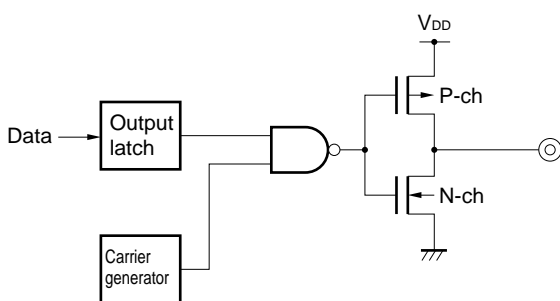 VDD
P-ch
Data
Output
latch
N-ch
Carrier
generator